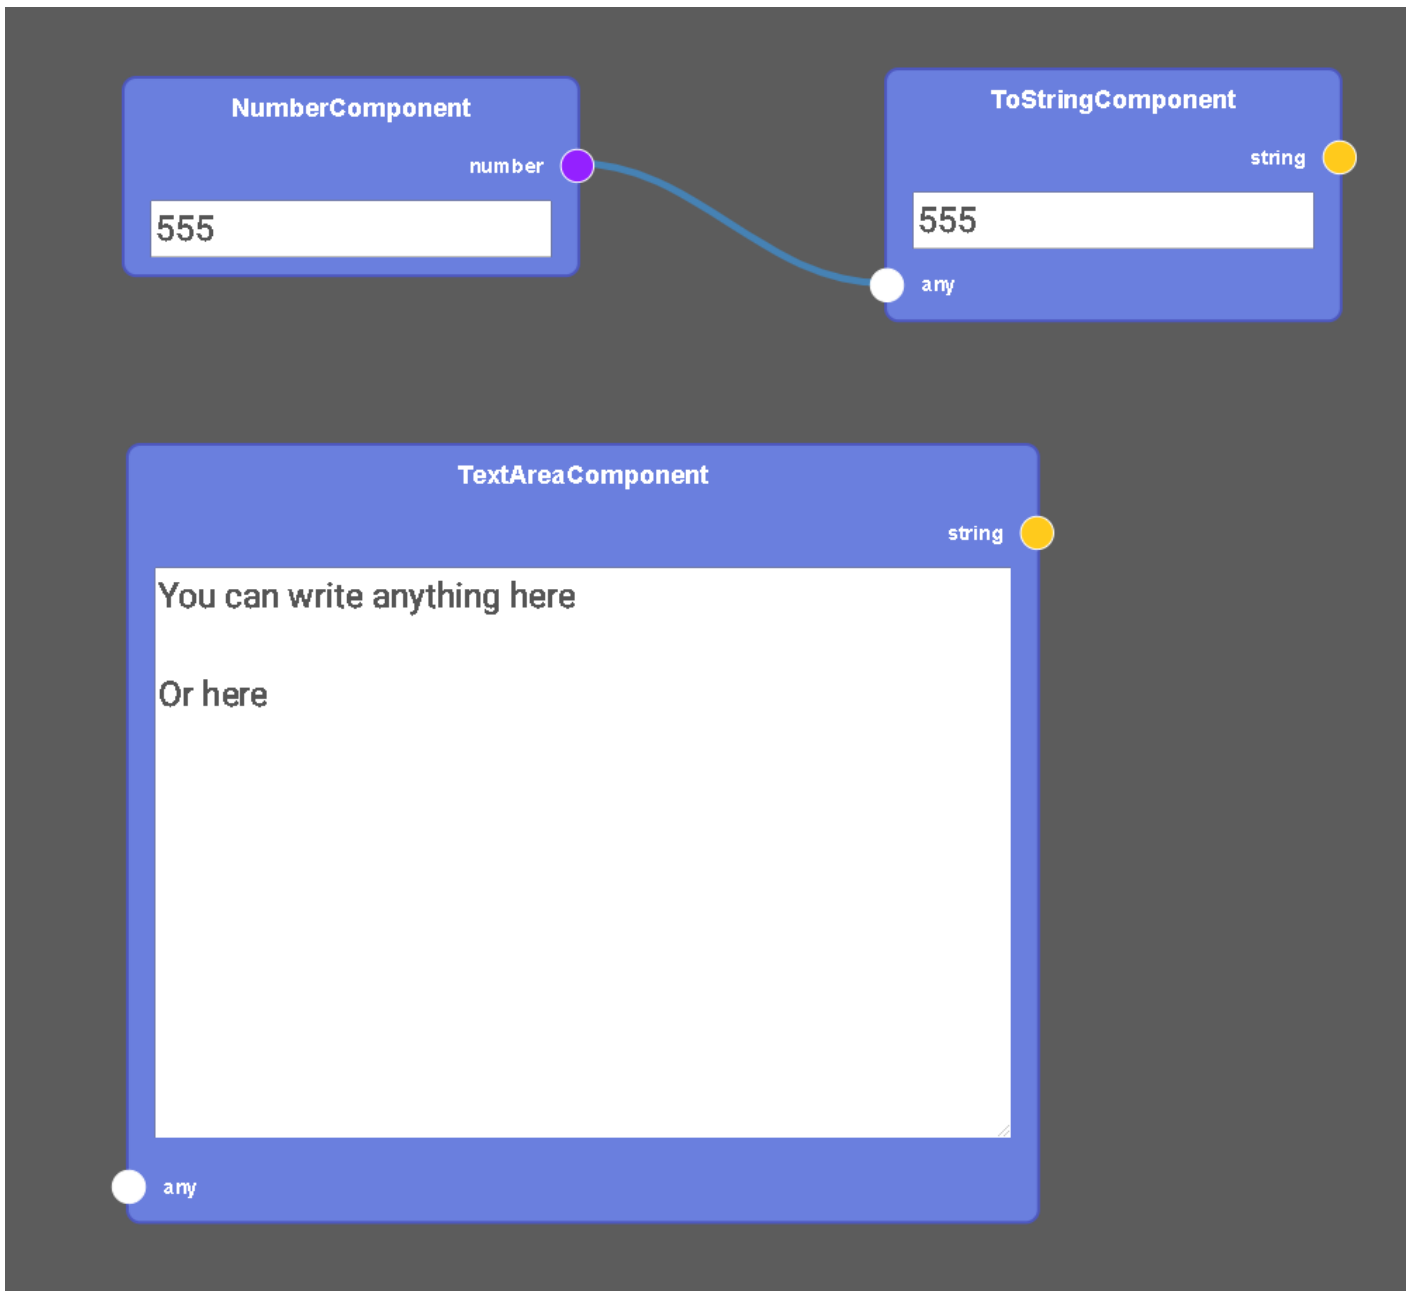 NumberComponent
number
555
ToStringComponent
string
555
any
TextAreaComponent
string
You can write anything here
Or here
any